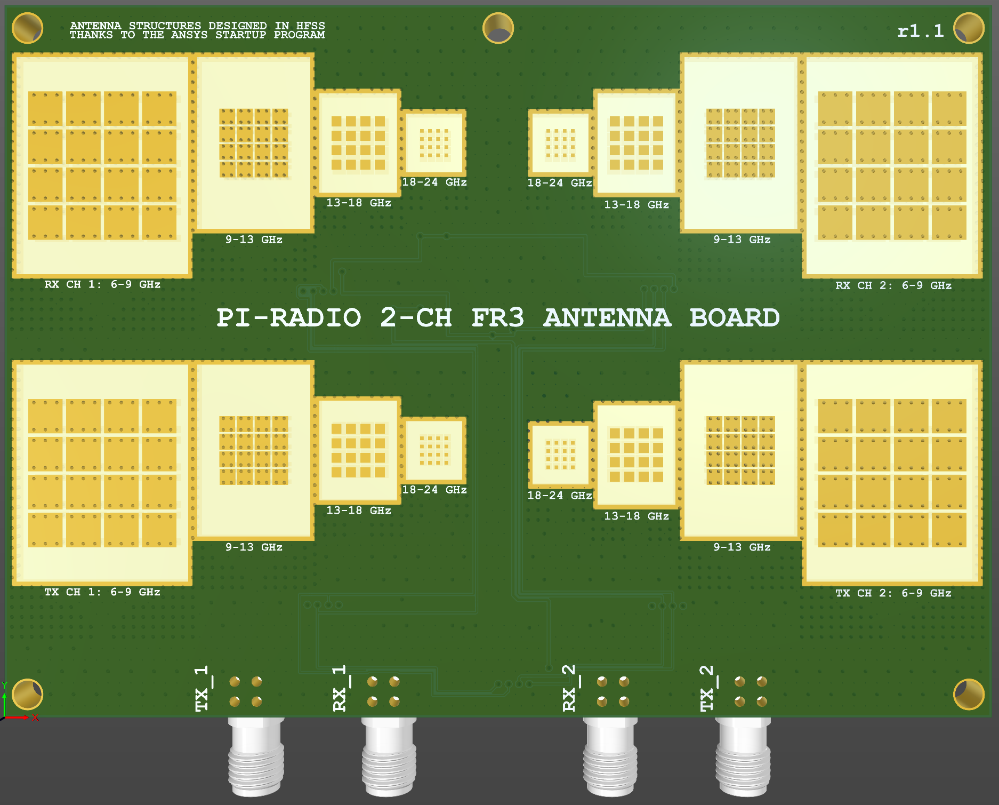 ANTENNA STRUCTURES DESIGNED IN HFSS
THANKS TO THE ANSYS STARTUP PROGRAM
r1.1
18-24 GHz
18-24 GHz
13-18 GHz
13-18 GHz
9-13 GHz
9-13 GHz
RX CH 1: 6-9 GHz
RX CH 2: 6-9 GHz
PI-RADIO 2-CH FR3 ANTENNA BOARD
18-24 GHz
18-24 GHz
13-18 GHz
13-18 GHz
9-13 GHz
9-13 GHz
TX CH 1: 6-9 GHz
TX CH 2: 6-9 GHz
TX_1
RX_1
RX_2
TX_2
Y
X